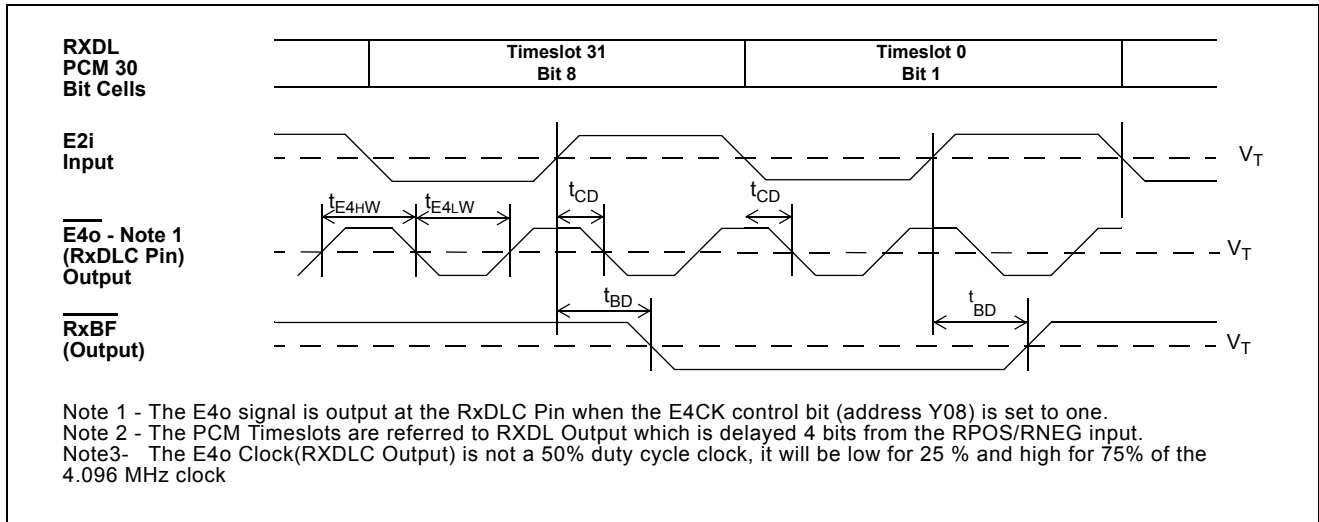 RXDL
PCM 30
Bit Cells
Timeslot 31
Bit 8
Timeslot 0
Bit 1
E2i
Input
VT
tE4HW
tE4LW
tCD
tCD
E4o - Note 1
(RxDLC Pin)
Output
VT
tBD
tBD
RxBF
(Output)
VT
Note 1 - The E4o signal is output at the RxDLC Pin when the E4CK control bit (address Y08) is set to one.
Note 2 - The PCM Timeslots are referred to RXDL Output which is delayed 4 bits from the RPOS/RNEG input.
Note3- The E4o Clock(RXDLC Output) is not a 50% duty cycle clock, it will be low for 25 % and high for 75% of the
4.096 MHz clock